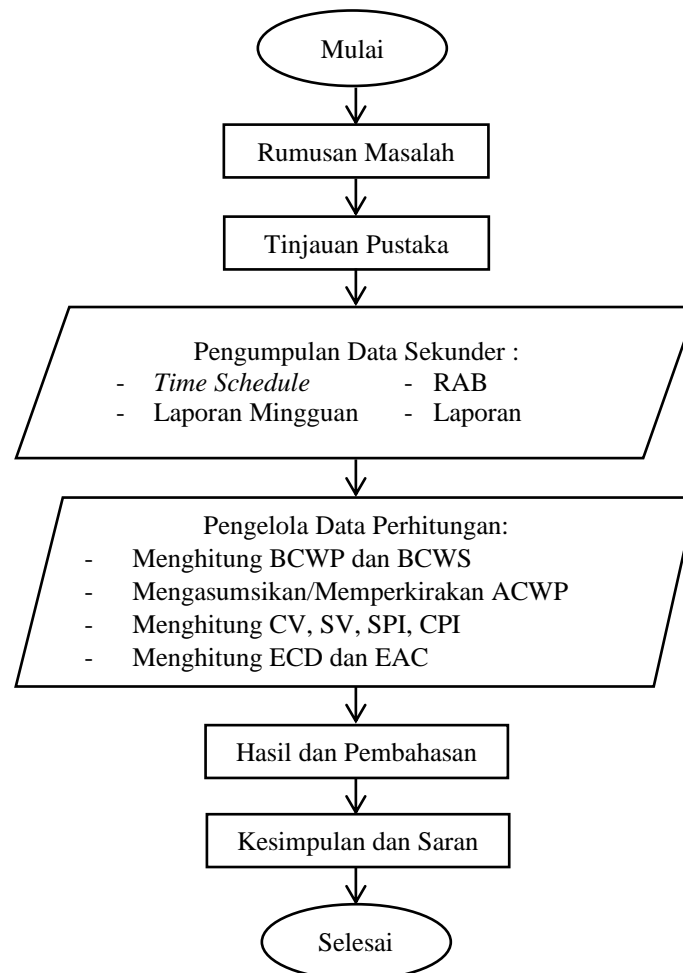 Mulai
Rumusan Masalah
Tinjauan Pustaka
Pengumpulan Data Sekunder :
- Time Schedule - RAB
- Laporan Mingguan - Laporan
Pengelola Data Perhitungan:
- Menghitung BCWP dan BCWS
- Mengasumsikan/Memperkirakan ACWP
- Menghitung CV, SV, SPI, CPI
- Menghitung ECD dan EAC
Hasil dan Pembahasan
Kesimpulan dan Saran
Selesai